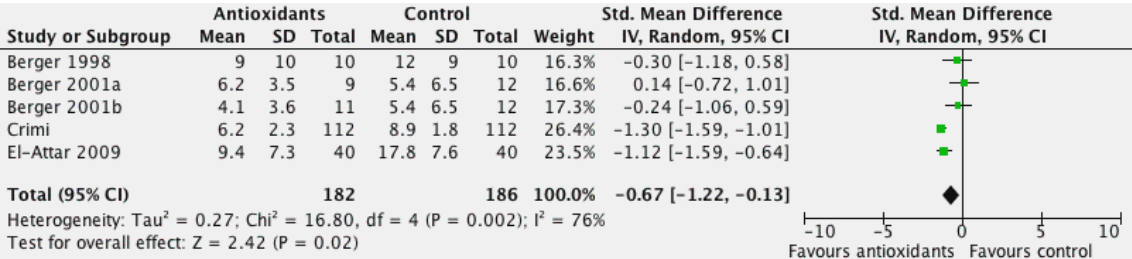 Antioxidants Control Std. Mean Difference Std. Mean Difference
Study or Subgroup Mean SD Total Mean SD Total Weight IV, Random, 95% CI IV, Random, 95% CI
Berger 1998 9 10 10 12 9 10 16.3% −0.30 [−1.18, 0.58]
Berger 2001a 6.2 3.5 9 5.4 6.5 12 16.6% 0.14 [−0.72, 1.01]
Berger 2001b 4.1 3.6 11 5.4 6.5 12 17.3% −0.24 [−1.06, 0.59]
Crimi 6.2 2.3 112 8.9 1.8 112 26.4% −1.30 [−1.59, −1.01]
El-Attar 2009 9.4 7.3 40 17.8 7.6 40 23.5% −1.12 [−1.59, −0.64]
Total (95% CI) 182 186 100.0% −0.67 [−1.22, −0.13]
Heterogeneity: Tau² = 0.27; Chi² = 16.80, df = 4 (P = 0.002); I² = 76%
Test for overall effect: Z = 2.42 (P = 0.02)
−10 −5 0 5 10
Favours antioxidants Favours control